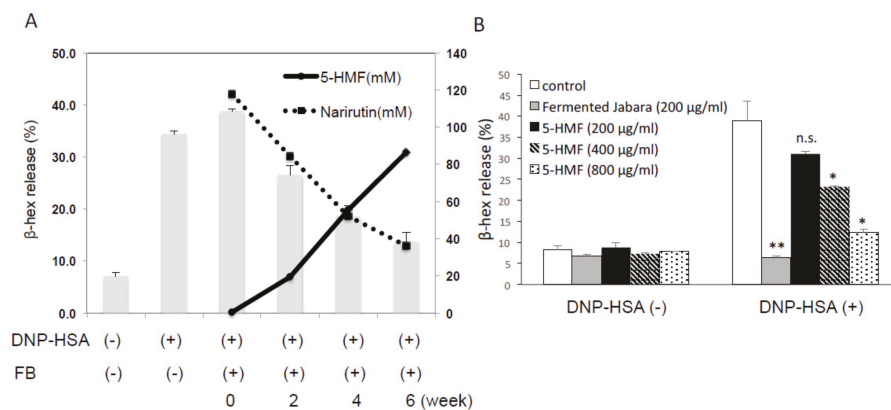 A
50.0
40.0
30.0
20.0
10.0
0.0
β-hex release (%)
140
120
100
80
60
40
20
0
5-HMF(mM)
Narirutin(mM)
DNP-HSA (-) (+) (+) (+) (+) (+)
FB (-) (-) (+) (+) (+) (+)
0 2 4 6 (week)
B
50
45
40
35
30
25
20
15
10
5
0
β-hex release (%)
control
Fermented Jabara (200 μg/ml)
5-HMF (200 μg/ml)
5-HMF (400 μg/ml)
5-HMF (800 μg/ml)
**
n.s.
*
*
DNP-HSA (-) DNP-HSA (+)